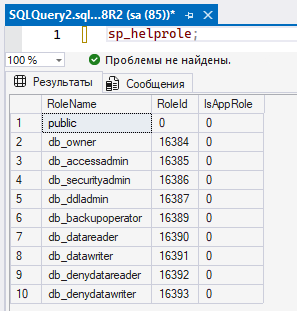 SQLQuery2.sql...8R2 (sa (85))*
sp_helprole;
100 %
Проблемы не найдены.
Результаты Сообщения
RoleName RoleId IsAppRole
1 public 0 0
2 db_owner 16384 0
3 db_accessadmin 16385 0
4 db_securityadmin 16386 0
5 db_ddladmin 16387 0
6 db_backupoperator 16389 0
7 db_datareader 16390 0
8 db_datawriter 16391 0
9 db_denydatareader 16392 0
10 db_denydatawriter 16393 0